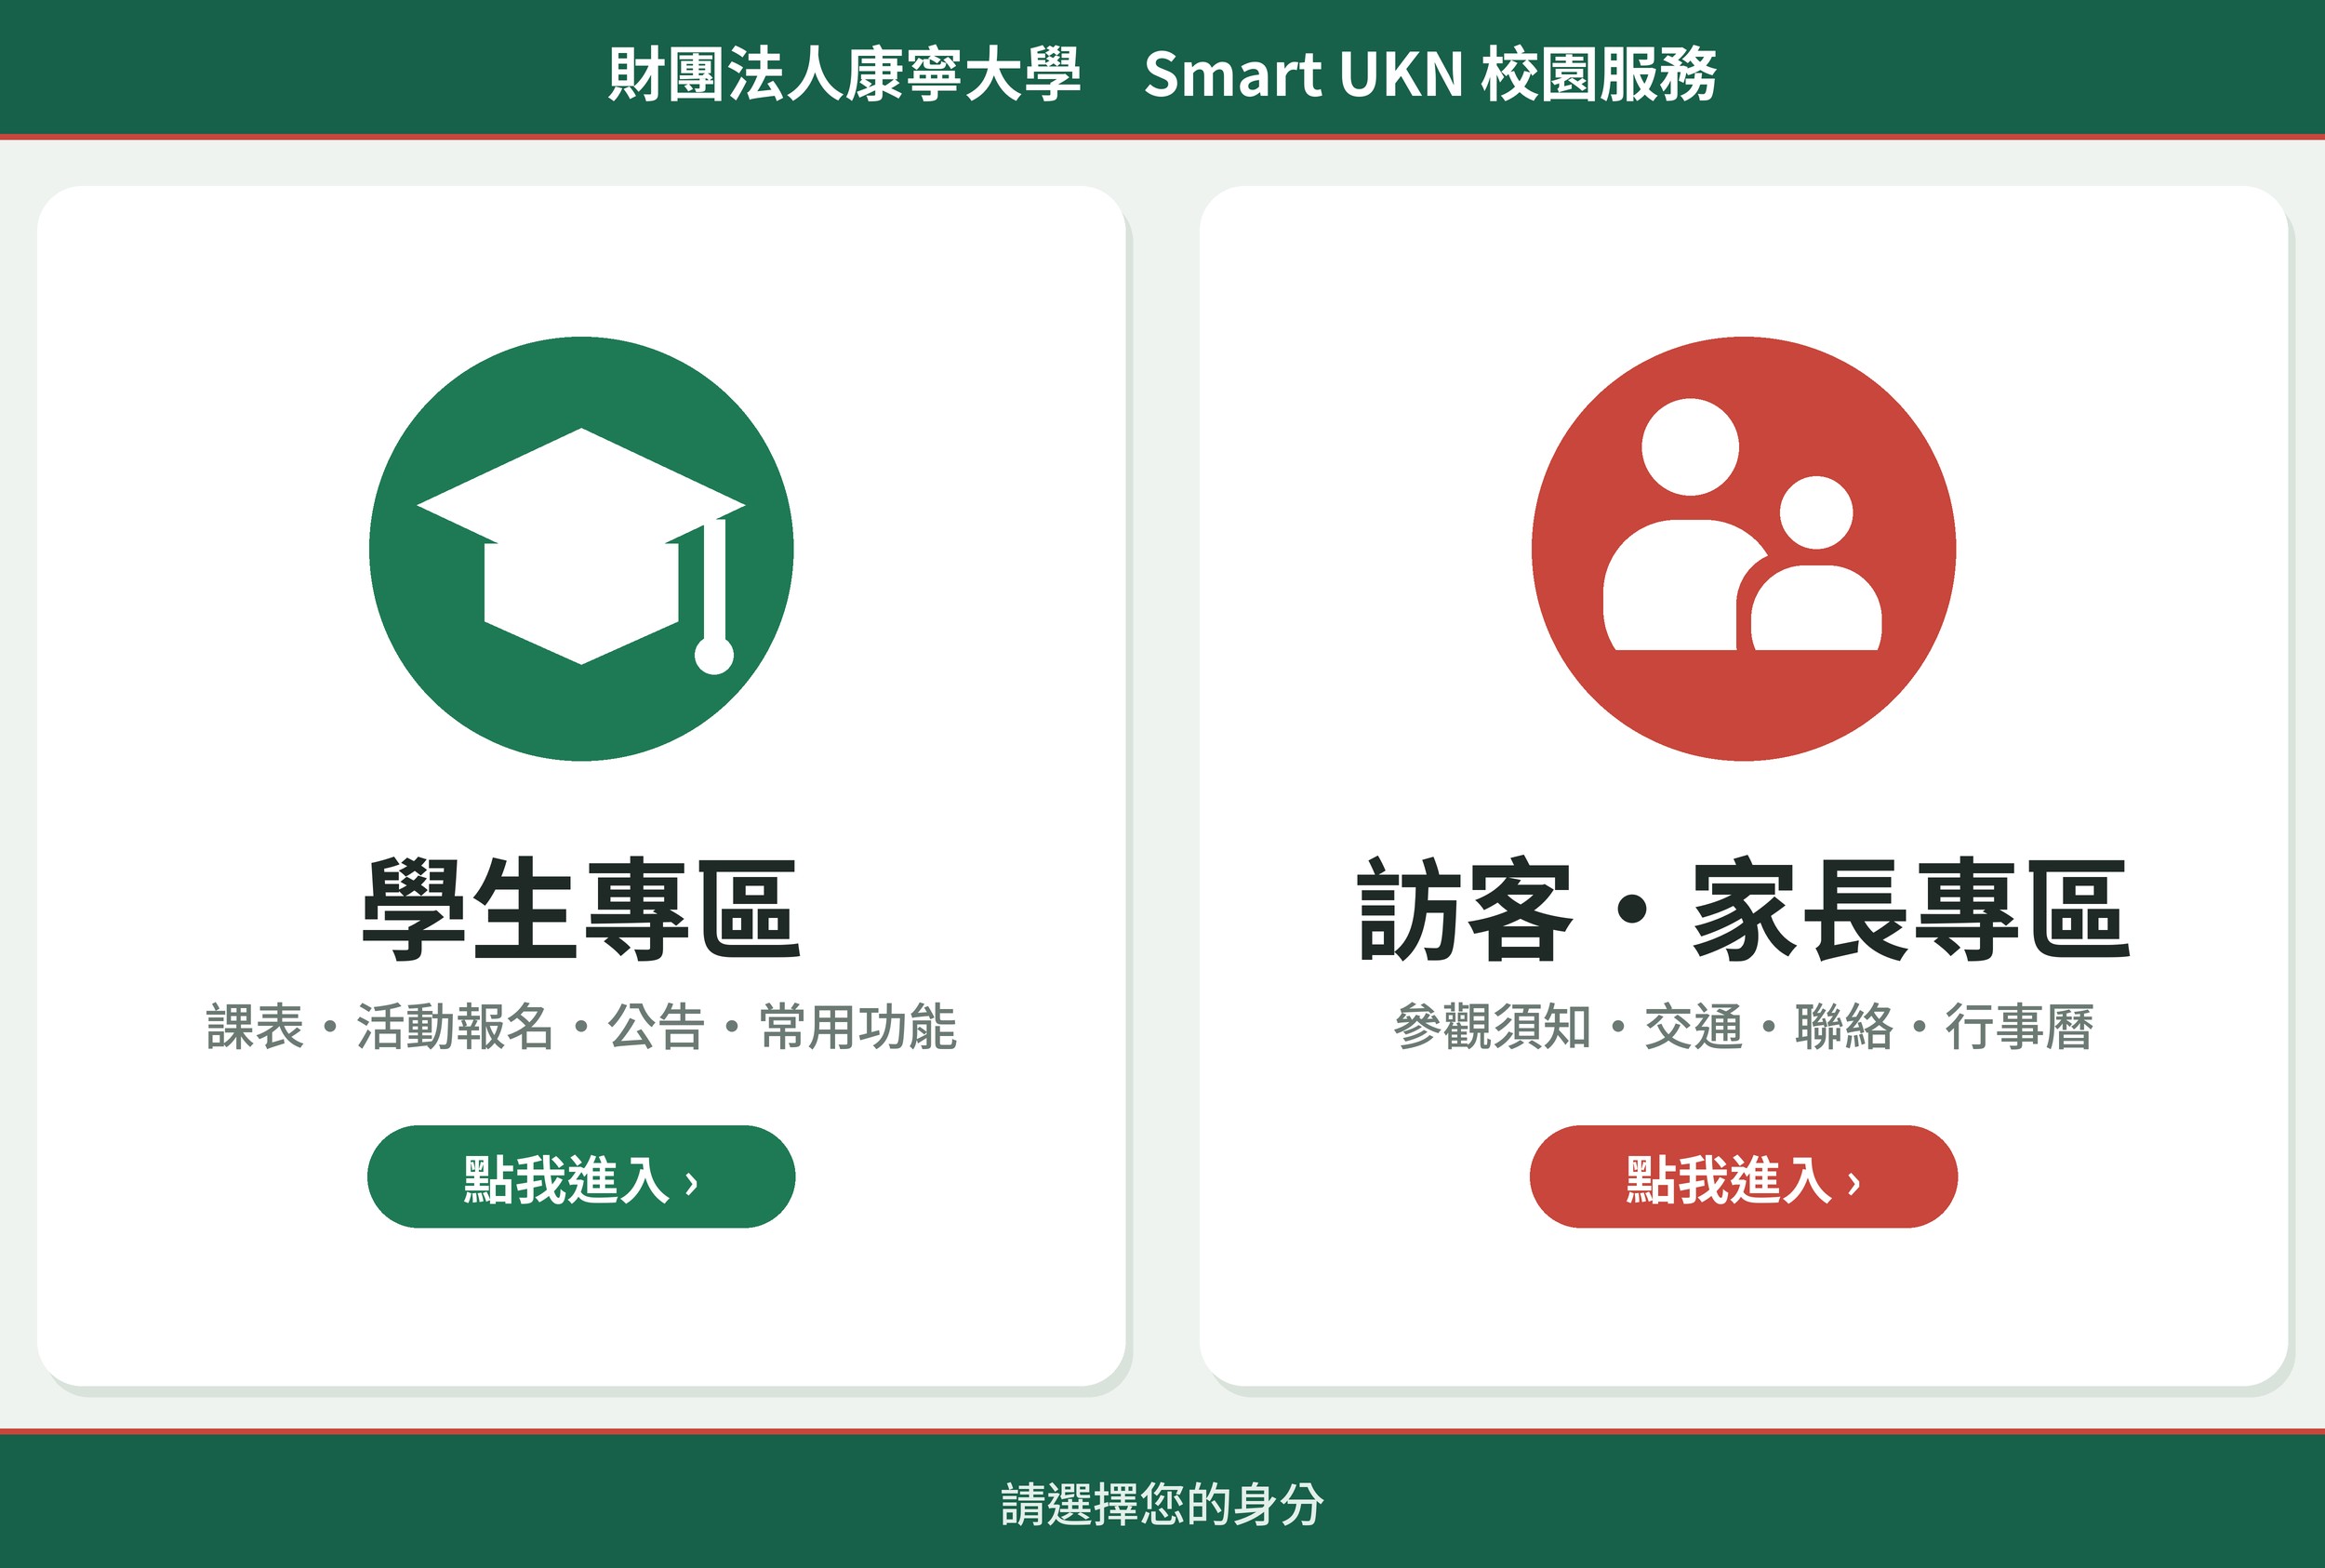 財團法人康寧大學 Smart UKN 校園服務
學生專區
課表・活動報名・公告・常用功能
點我進入 ›
訪客・家長專區
參觀須知・交通・聯絡・行事曆
點我進入 ›
請選擇您的身分